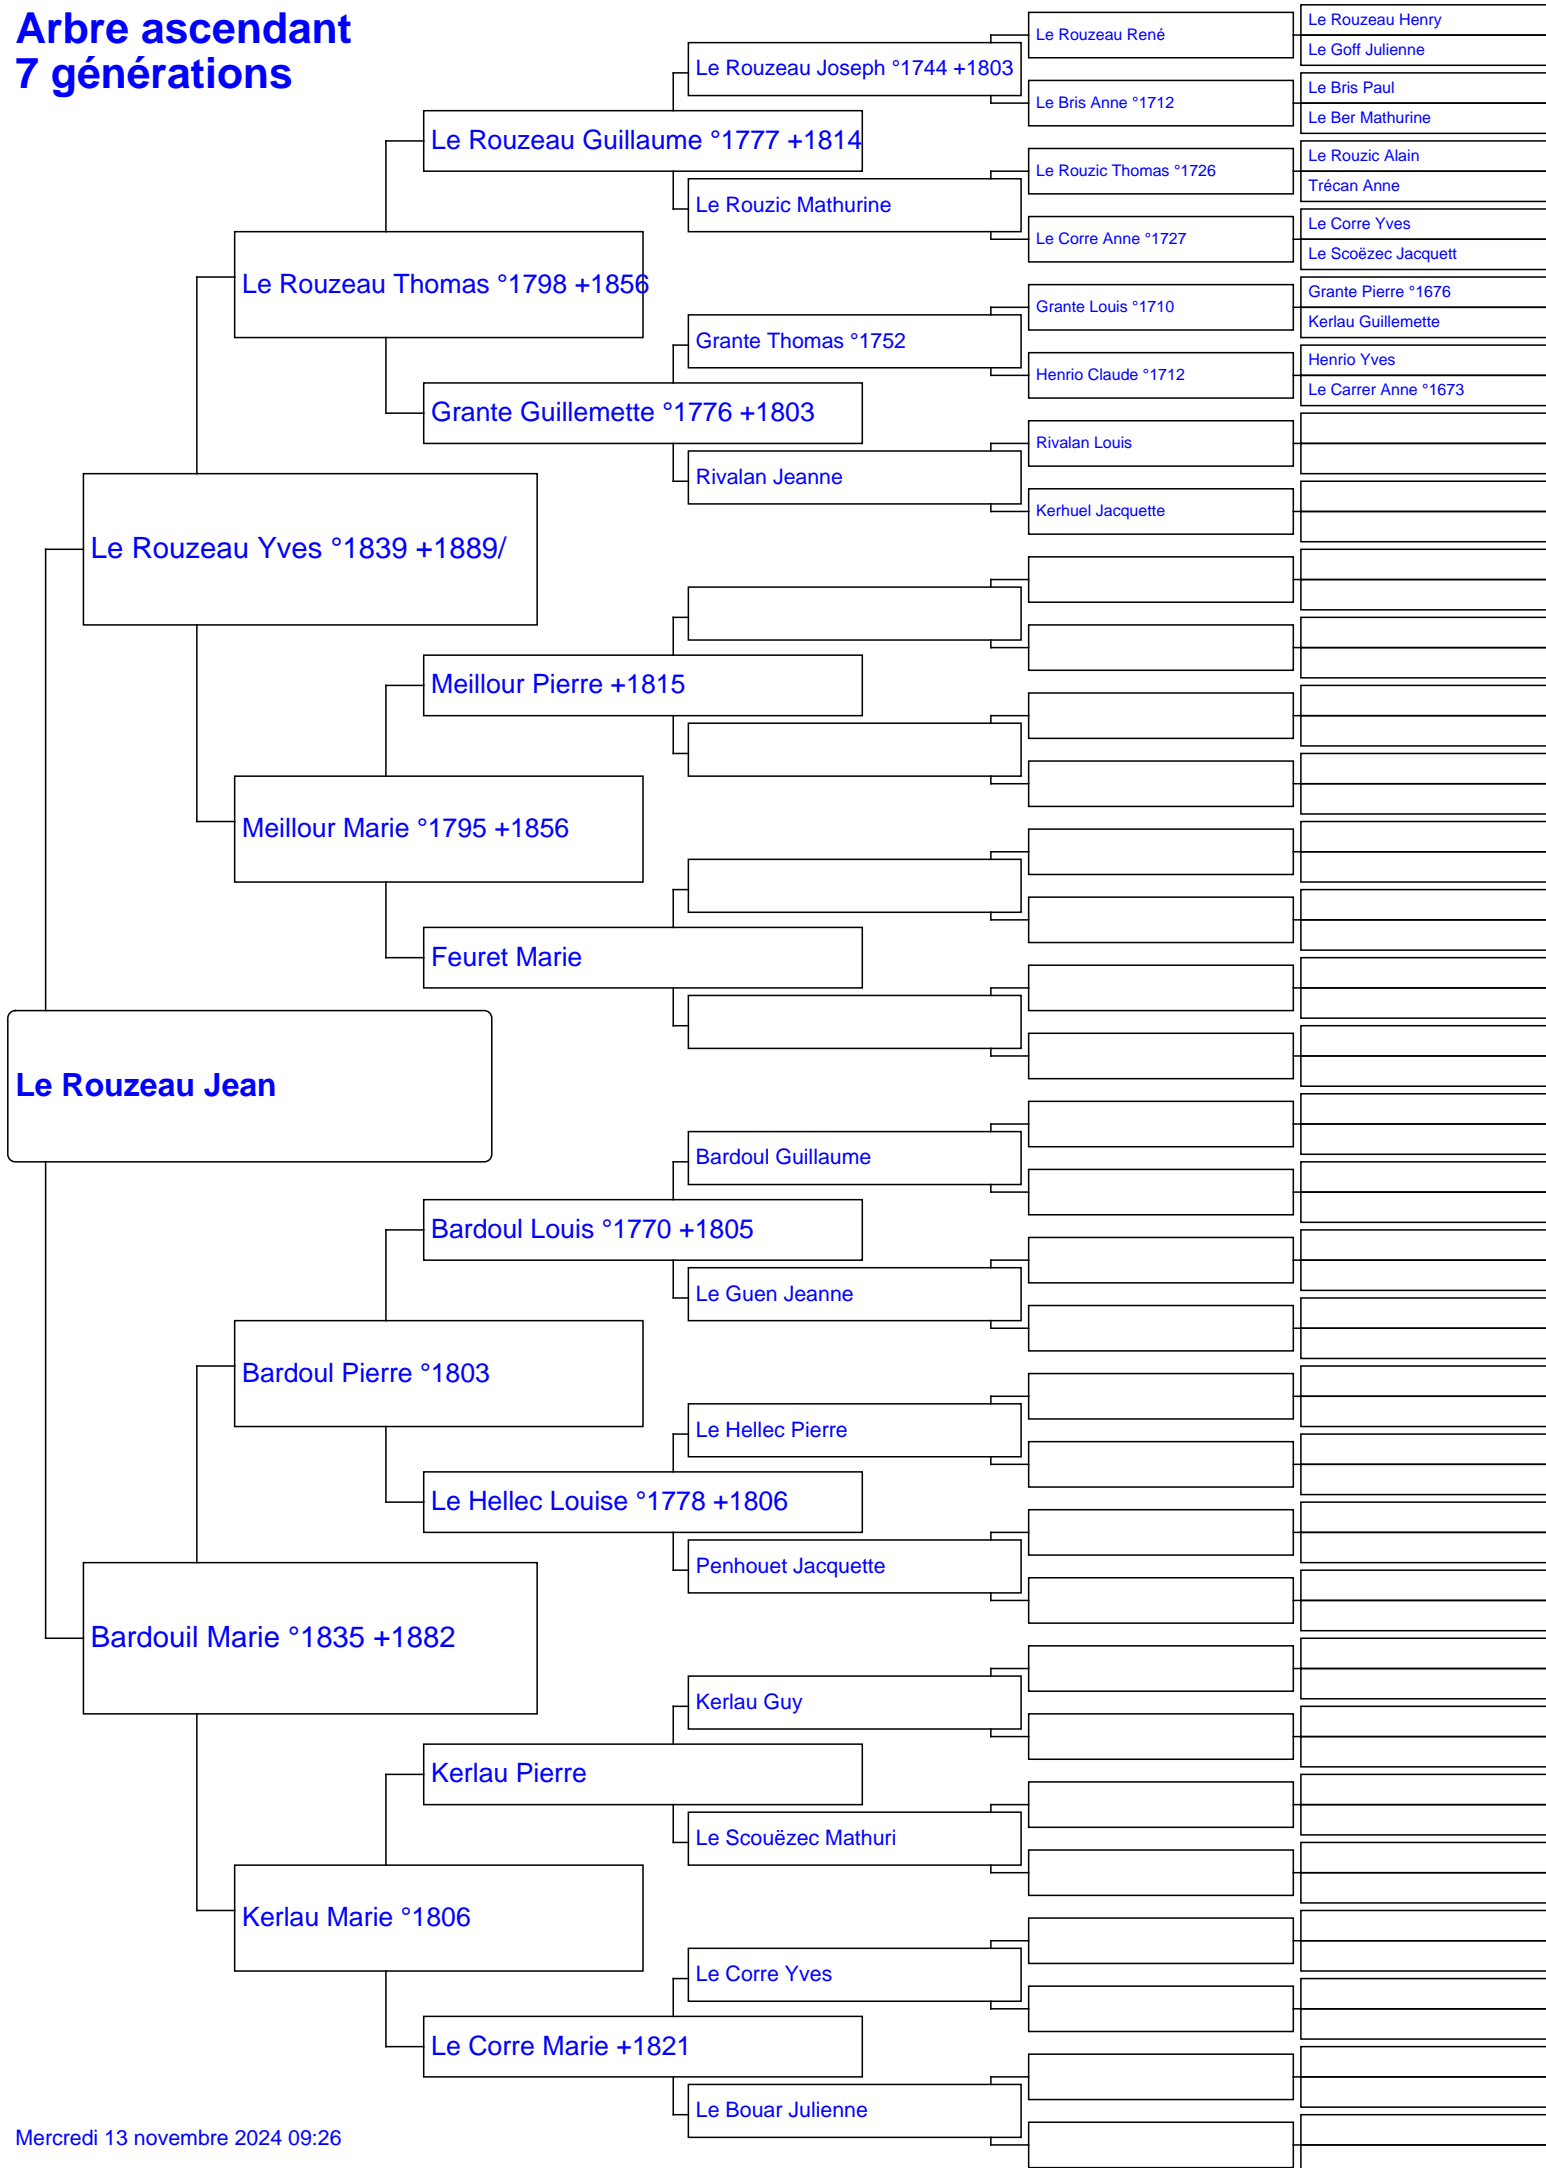 Arbre ascendant
7 générations
Le Rouzeau Jean
Le Rouzeau Yves °1839 +1889/
Bardouil Marie °1835 +1882
Le Rouzeau Thomas °1798 +1856
Meillour Marie °1795 +1856
Bardoul Pierre °1803
Kerlau Marie °1806
Le Rouzeau Guillaume °1777 +1814
Grante Guillemette °1776 +1803
Meillour Pierre +1815
Feuret Marie
Bardoul Louis °1770 +1805
Le Hellec Louise °1778 +1806
Kerlau Pierre
Le Corre Marie +1821
Le Rouzeau Joseph °1744 +1803
Le Rouzic Mathurine
Grante Thomas °1752
Rivalan Jeanne
Bardoul Guillaume
Le Guen Jeanne
Le Hellec Pierre
Penhouet Jacquette
Kerlau Guy
Le Scouëzec Mathuri
Le Corre Yves
Le Bouar Julienne
Le Rouzeau René
Le Bris Anne °1712
Le Rouzic Thomas °1726
Le Corre Anne °1727
Grante Louis °1710
Henrio Claude °1712
Rivalan Louis
Kerhuel Jacquette
Le Rouzeau Henry
Le Goff Julienne
Le Bris Paul
Le Ber Mathurine
Le Rouzic Alain
Trécan Anne
Le Corre Yves
Le Scoëzec Jacquett
Grante Pierre °1676
Kerlau Guillemette
Henrio Yves
Le Carrer Anne °1673
Mercredi 13 novembre 2024 09:26